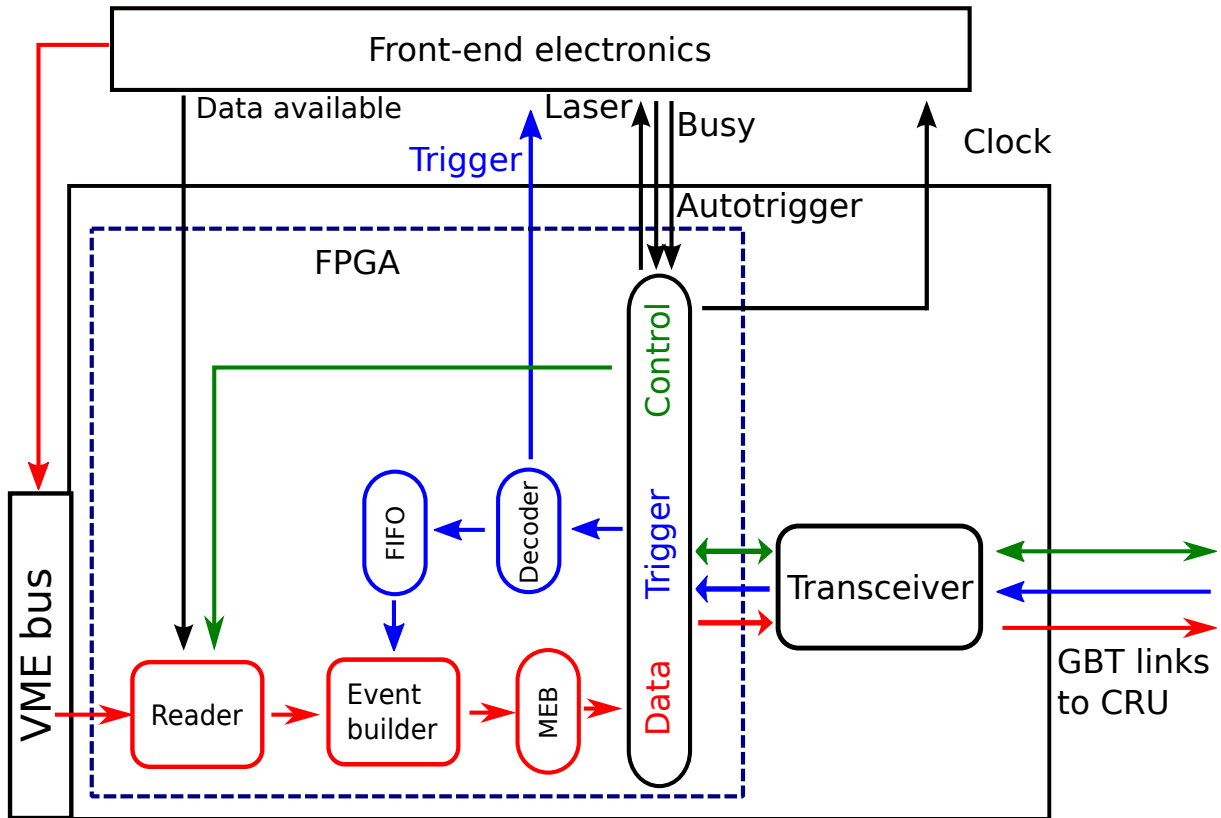 Front-end electronics
Data available
Laser
Busy
Trigger
Clock
Autotrigger
FPGA
Control
Trigger
Data
FIFO
Decoder
Transceiver
VME bus
Reader
Event
builder
MEB
GBT links
to CRU